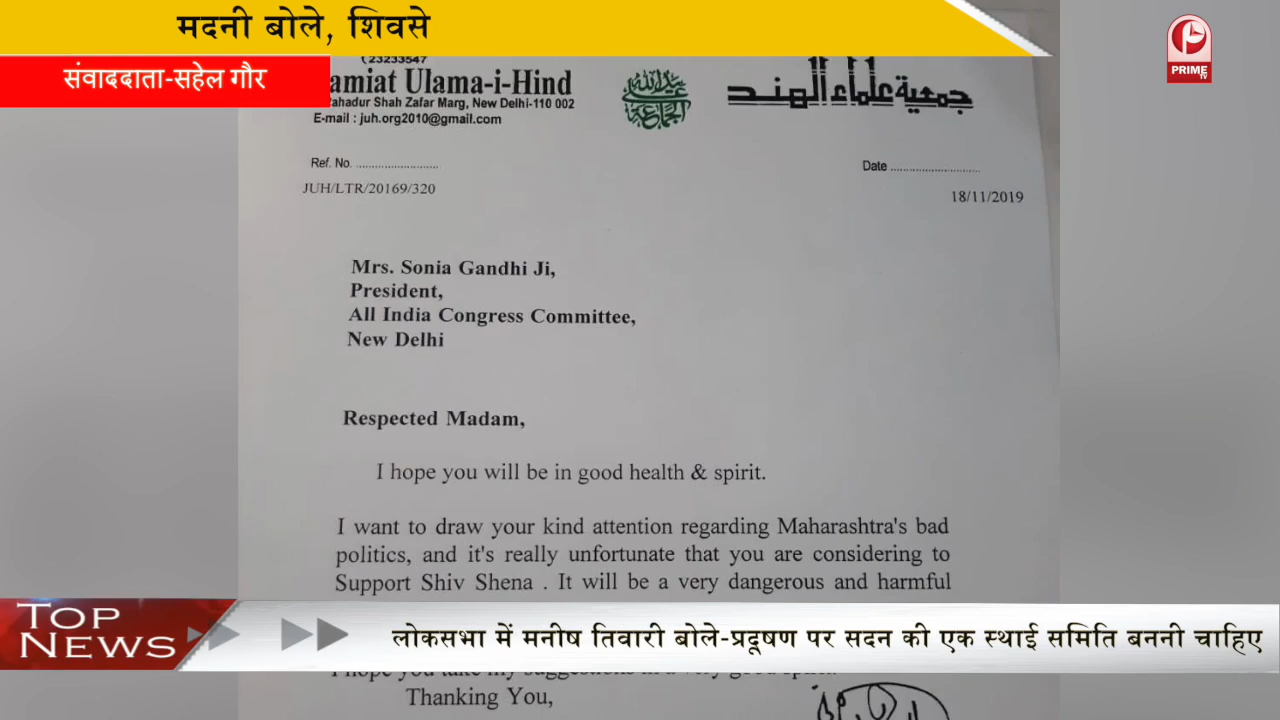 मदनी बोले, शिवसे
PRIME
TV
संवाददाता-सहेल गौर
23233547
amiat Ulama-i-Hind
جمعية علماء الهند
ahadur Shah Zafar Marg, New Delhi-110 002
E-mail : juh.org2010@gmail.com
Ref. No. ........................
Date ..........................
JUH/LTR/20169/320
18/11/2019
Mrs. Sonia Gandhi Ji,
President,
All India Congress Committee,
New Delhi
Respected Madam,
I hope you will be in good health & spirit.
I want to draw your kind attention regarding Maharashtra's bad
politics, and it's really unfortunate that you are considering to
Support Shiv Shena . It will be a very dangerous and harmful
TOP
NEWS
लोकसभा में मनीष तिवारी बोले-प्रदूषण पर सदन की एक स्थाई समिति बननी चाहिए
Thanking You,